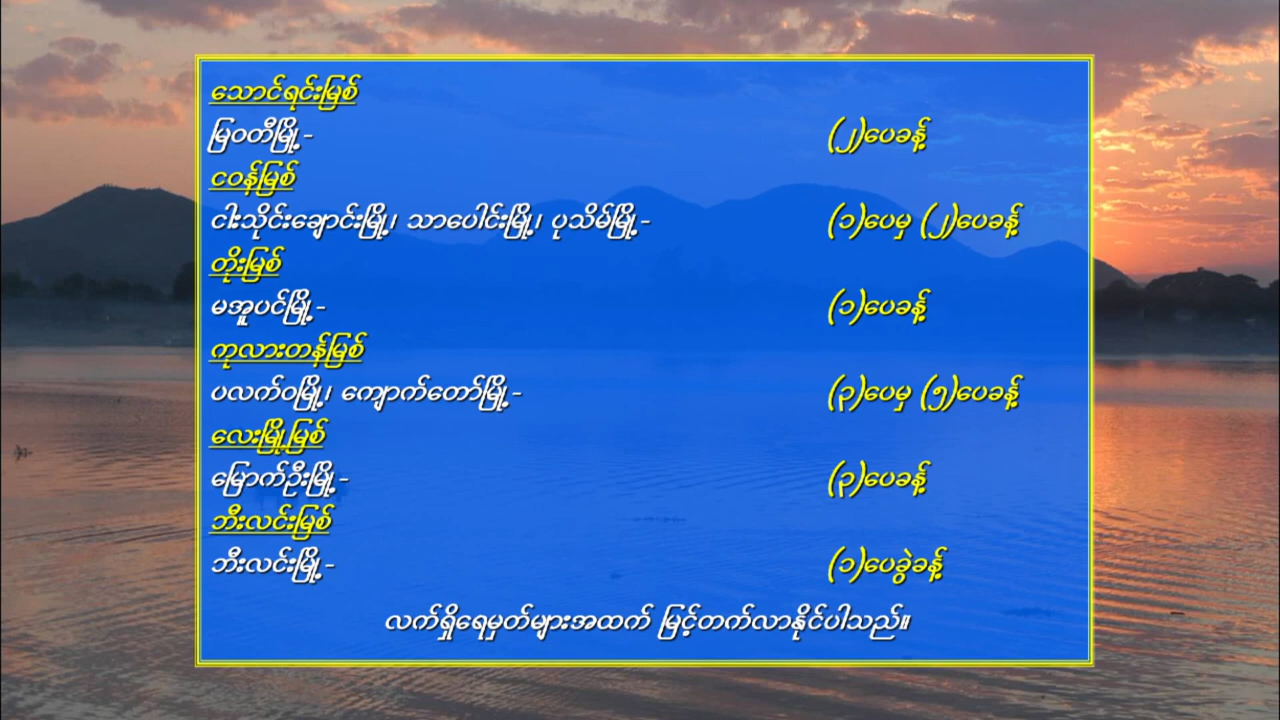 သောင်ရင်းမြစ်
မြဝတီမြို့- (၂)ပေခန့်
ငဝန်မြစ်
ငါးသိုင်းချောင်းမြို့၊ သာပေါင်းမြို့၊ ပုသိမ်မြို့- (၁)ပေမှ (၂)ပေခန့်
တိုးမြစ်
မအူပင်မြို့- (၁)ပေခန့်
ကုလားတန်မြစ်
ပလက်ဝမြို့၊ ကျောက်တော်မြို့- (၃)ပေမှ (၅)ပေခန့်
လေးမြို့မြစ်
မြောက်ဦးမြို့- (၃)ပေခန့်
ဘီးလင်းမြစ်
ဘီးလင်းမြို့- (၁)ပေခွဲခန့်
လက်ရှိရေမှတ်များအထက် မြင့်တက်လာနိုင်ပါသည်။